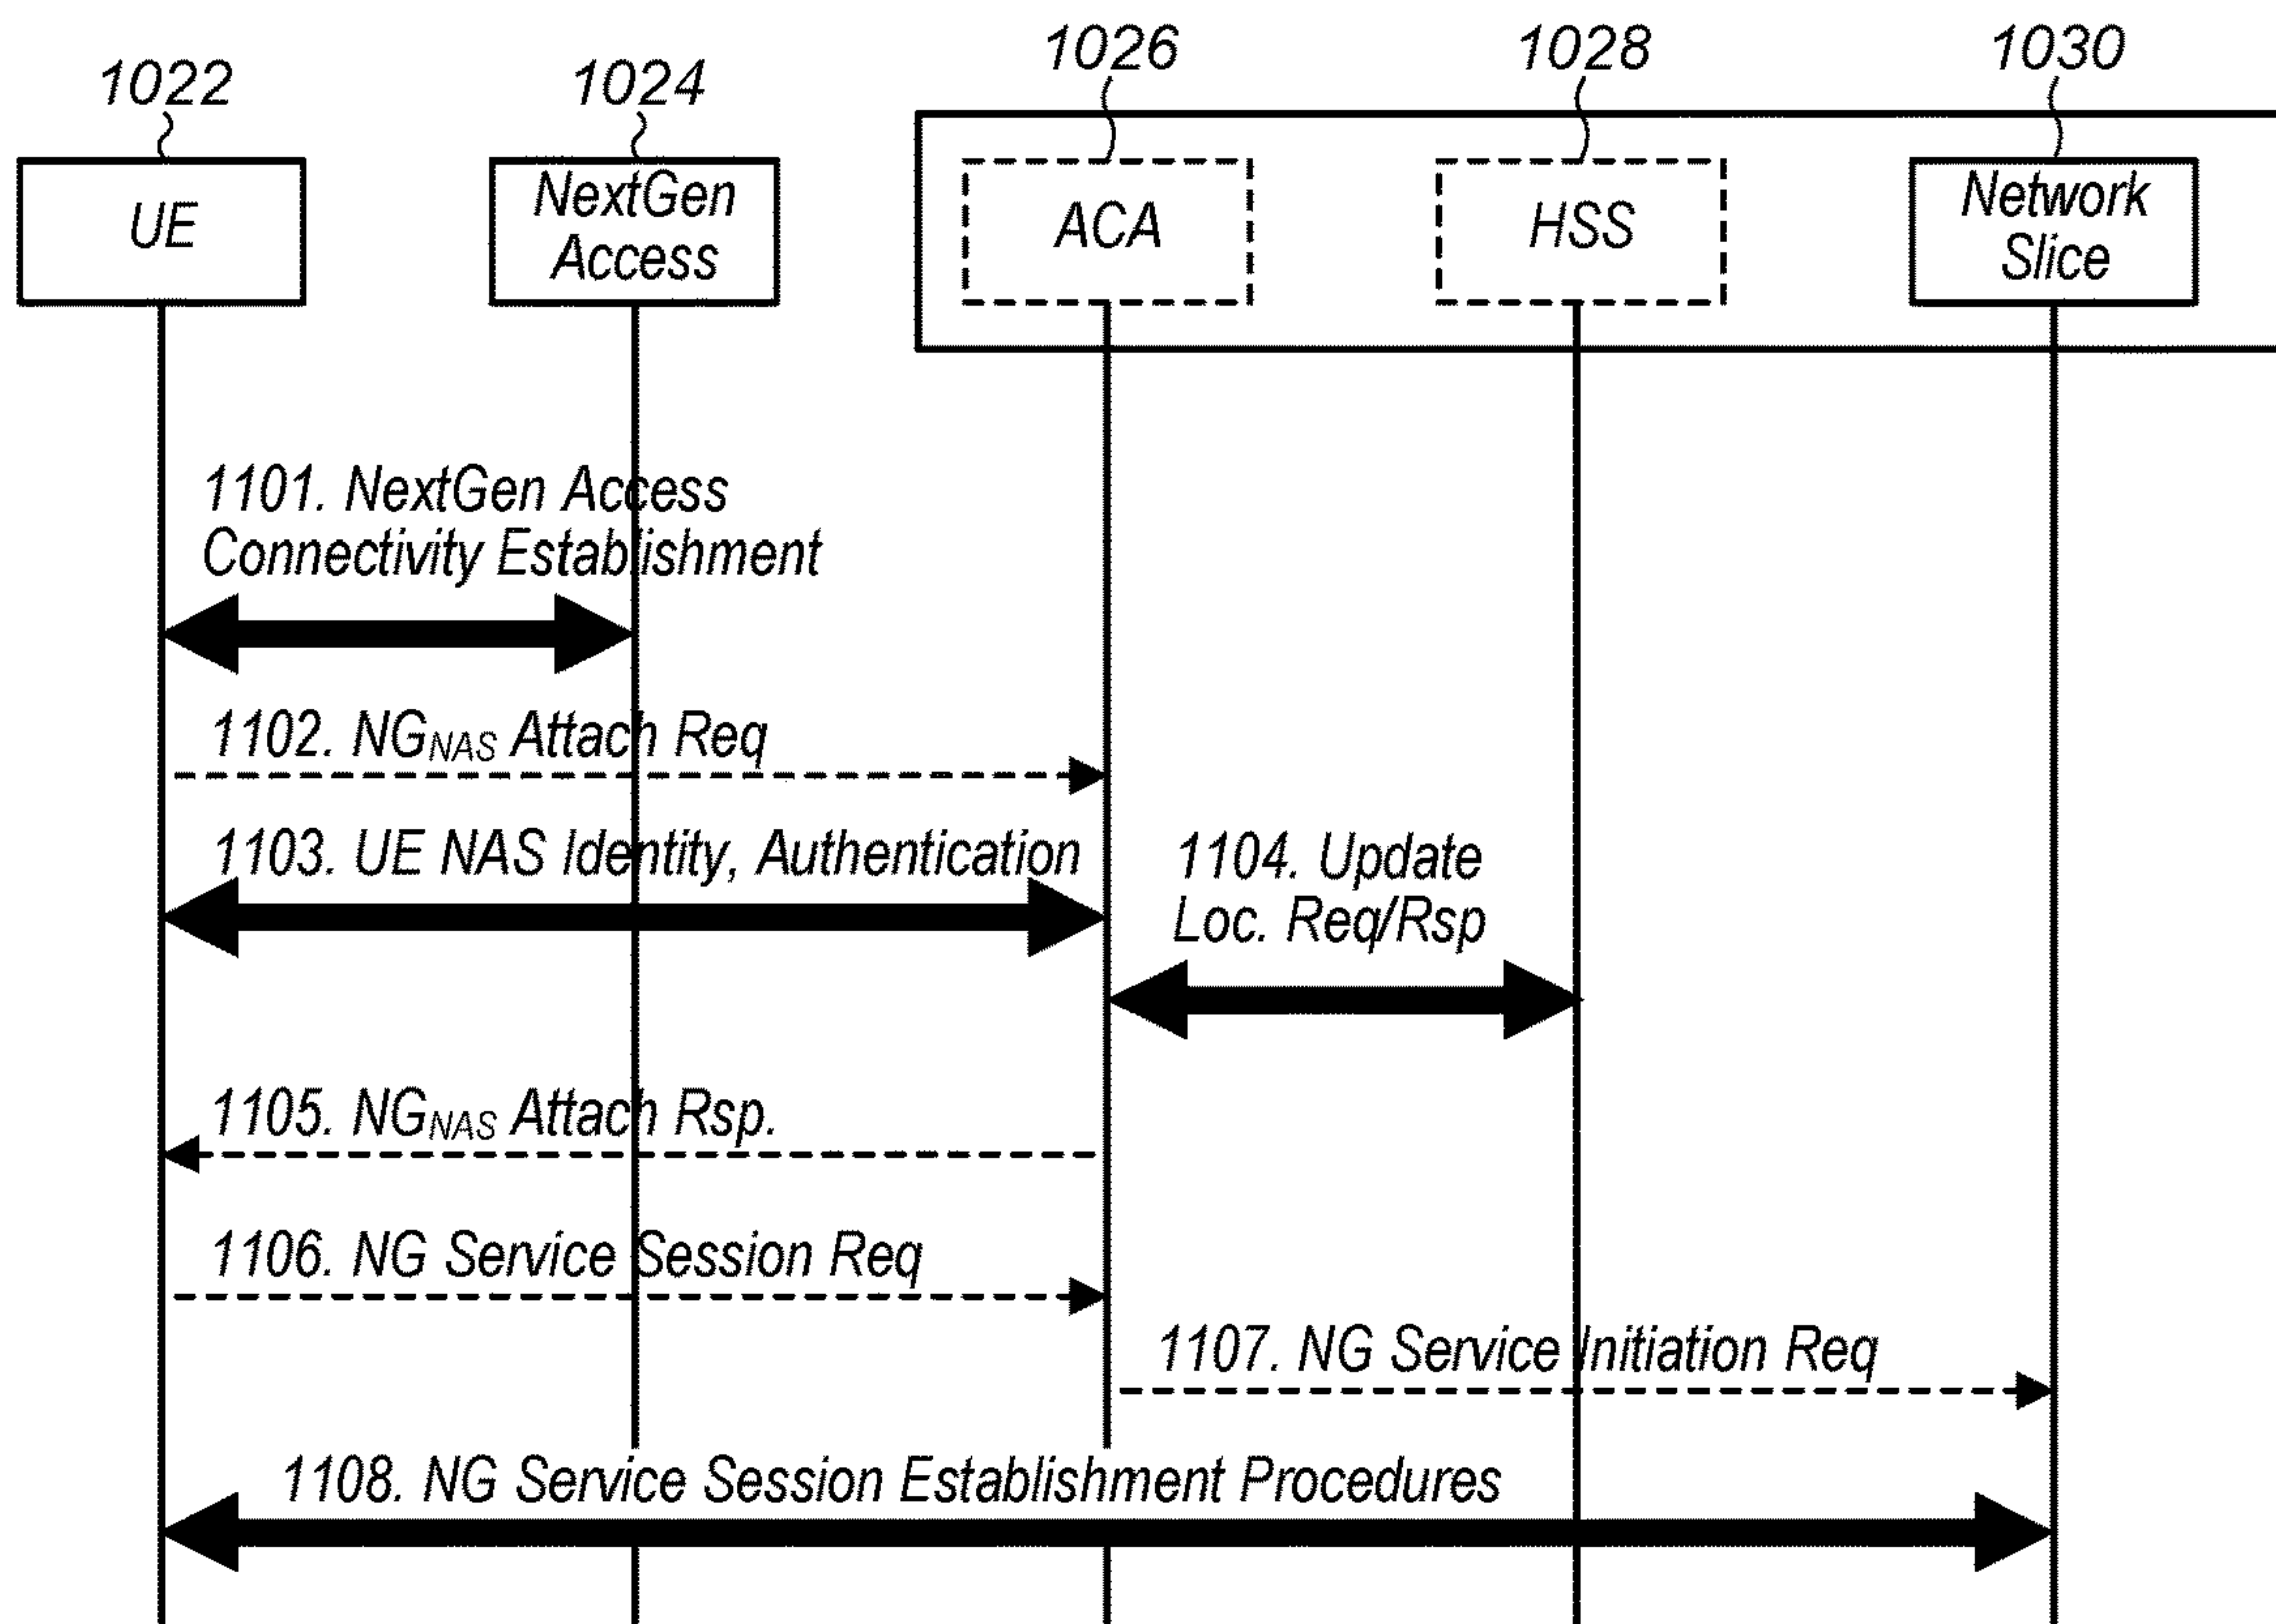 1022
1024
1026
1028
1030
UE
NextGen
Access
ACA
HSS
Network
Slice
1101. NextGen Access
Connectivity Establishment
1102. NGNAS Attach Req
1103. UE NAS Identity, Authentication
1104. Update
Loc. Req/Rsp
1105. NGNAS Attach Rsp.
1106. NG Service Session Req
1107. NG Service Initiation Req
1108. NG Service Session Establishment Procedures